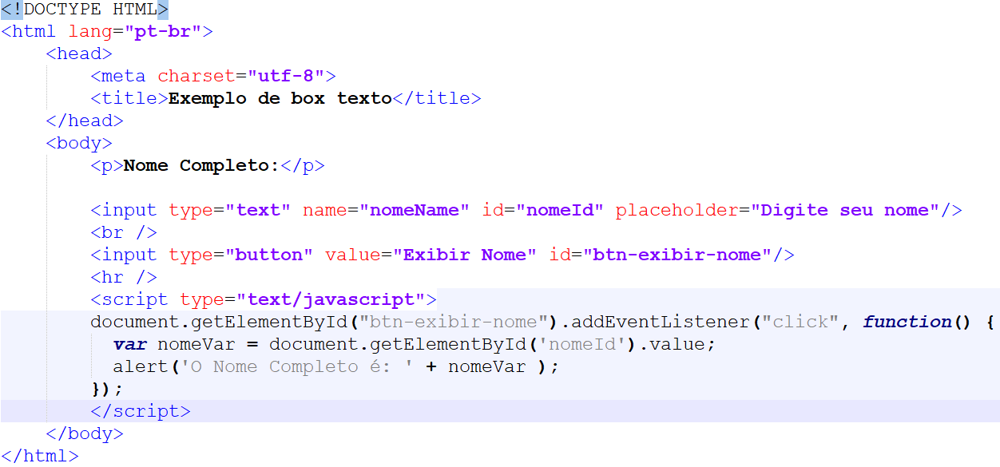 <!DOCTYPE HTML>
<html lang="pt-br">
    <head>
        <meta charset="utf-8">
        <title>Exemplo de box texto</title>
    </head>
    <body>
        <p>Nome Completo:</p>

        <input type="text" name="nomeName" id="nomeId" placeholder="Digite seu nome"/>
        <br />
        <input type="button" value="Exibir Nome" id="btn-exibir-nome"/>
        <hr />
        <script type="text/javascript">
        document.getElementById("btn-exibir-nome").addEventListener("click", function() {
          var nomeVar = document.getElementById('nomeId').value;
          alert('O Nome Completo é: ' + nomeVar );
        });
        </script>
    </body>
</html>